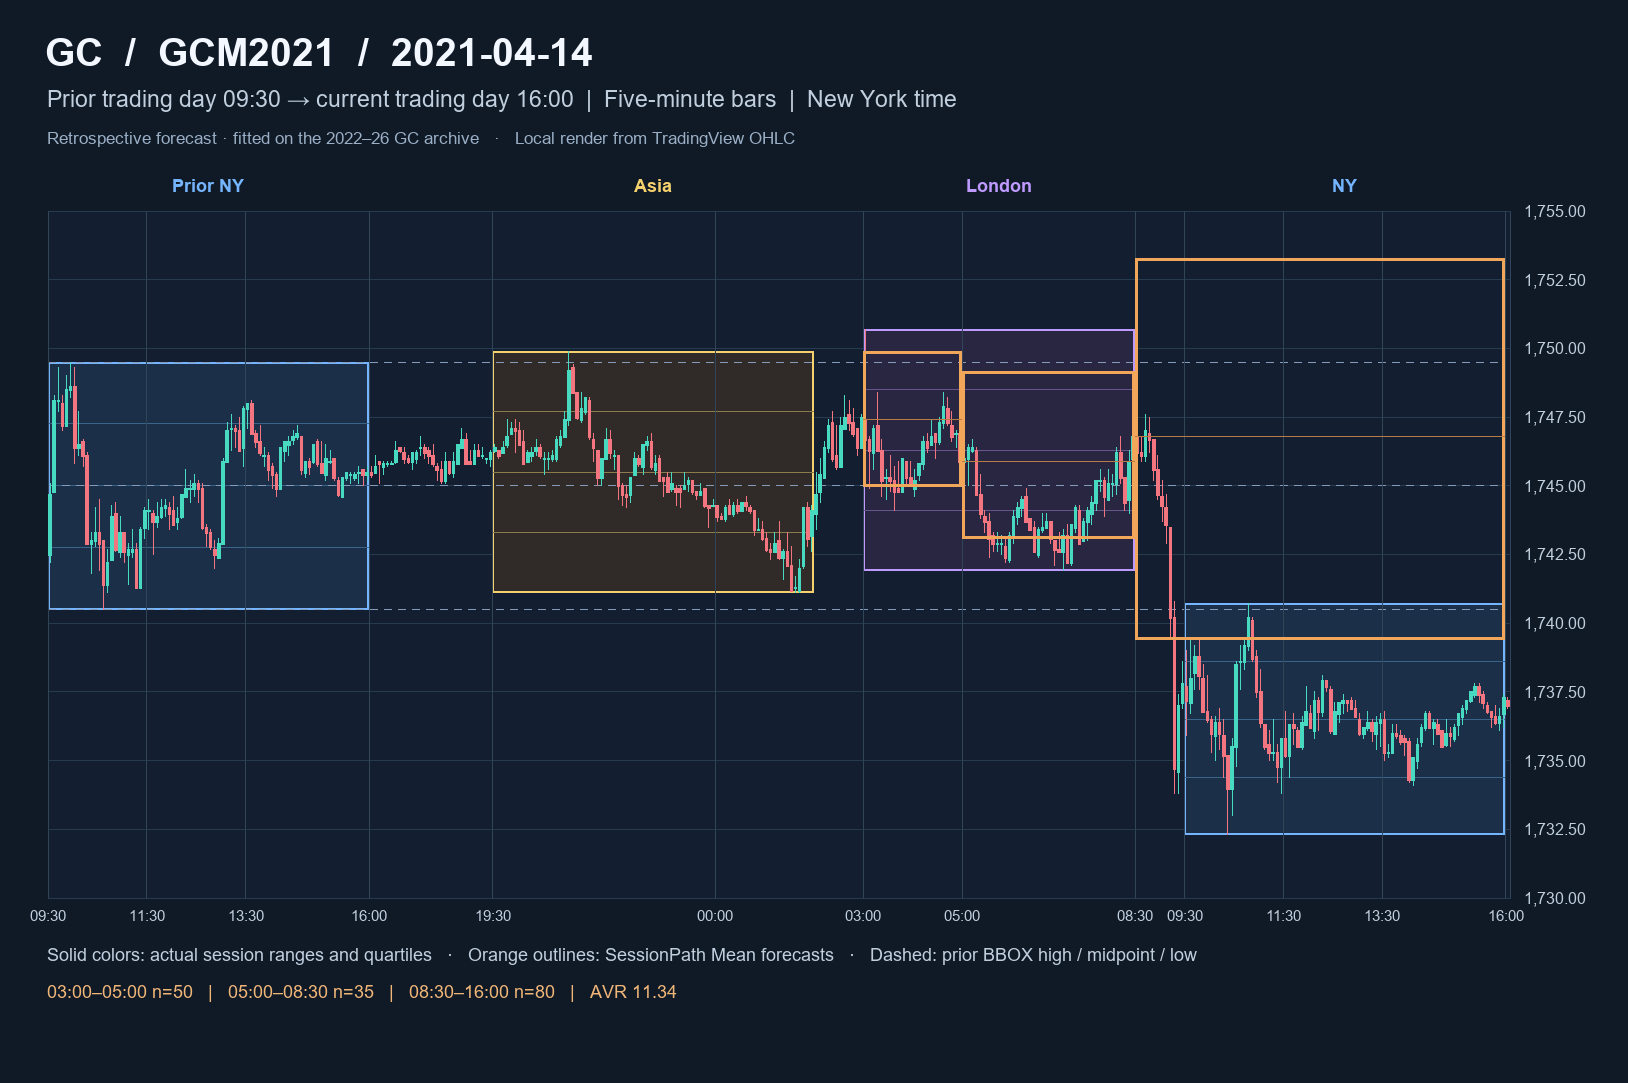 GC / GCM2021 / 2021-04-14
Prior trading day 09:30 → current trading day 16:00 | Five-minute bars | New York time
Retrospective forecast · fitted on the 2022–26 GC archive · Local render from TradingView OHLC
Prior NY Asia London NY
1,755.00
1,752.50
1,750.00
1,747.50
1,745.00
1,742.50
1,740.00
1,737.50
1,735.00
1,732.50
1,730.00
09:30 11:30 13:30 16:00 19:30 00:00 03:00 05:00 08:30 09:30 11:30 13:30 16:00
Solid colors: actual session ranges and quartiles · Orange outlines: SessionPath Mean forecasts · Dashed: prior BBOX high / midpoint / low
03:00–05:00 n=50 | 05:00–08:30 n=35 | 08:30–16:00 n=80 | AVR 11.34